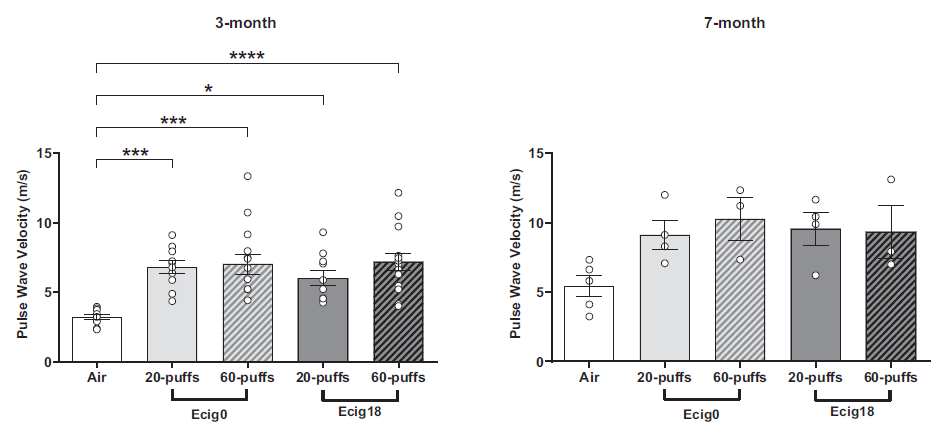 3-month
7-month
****
*
***
***
Pulse Wave Velocity (m/s)
15
10
5
0
Air
20-puffs
60-puffs
20-puffs
60-puffs
Ecig0
Ecig18
Pulse Wave Velocity (m/s)
15
10
5
0
Air
20-puffs
60-puffs
20-puffs
60-puffs
Ecig0
Ecig18